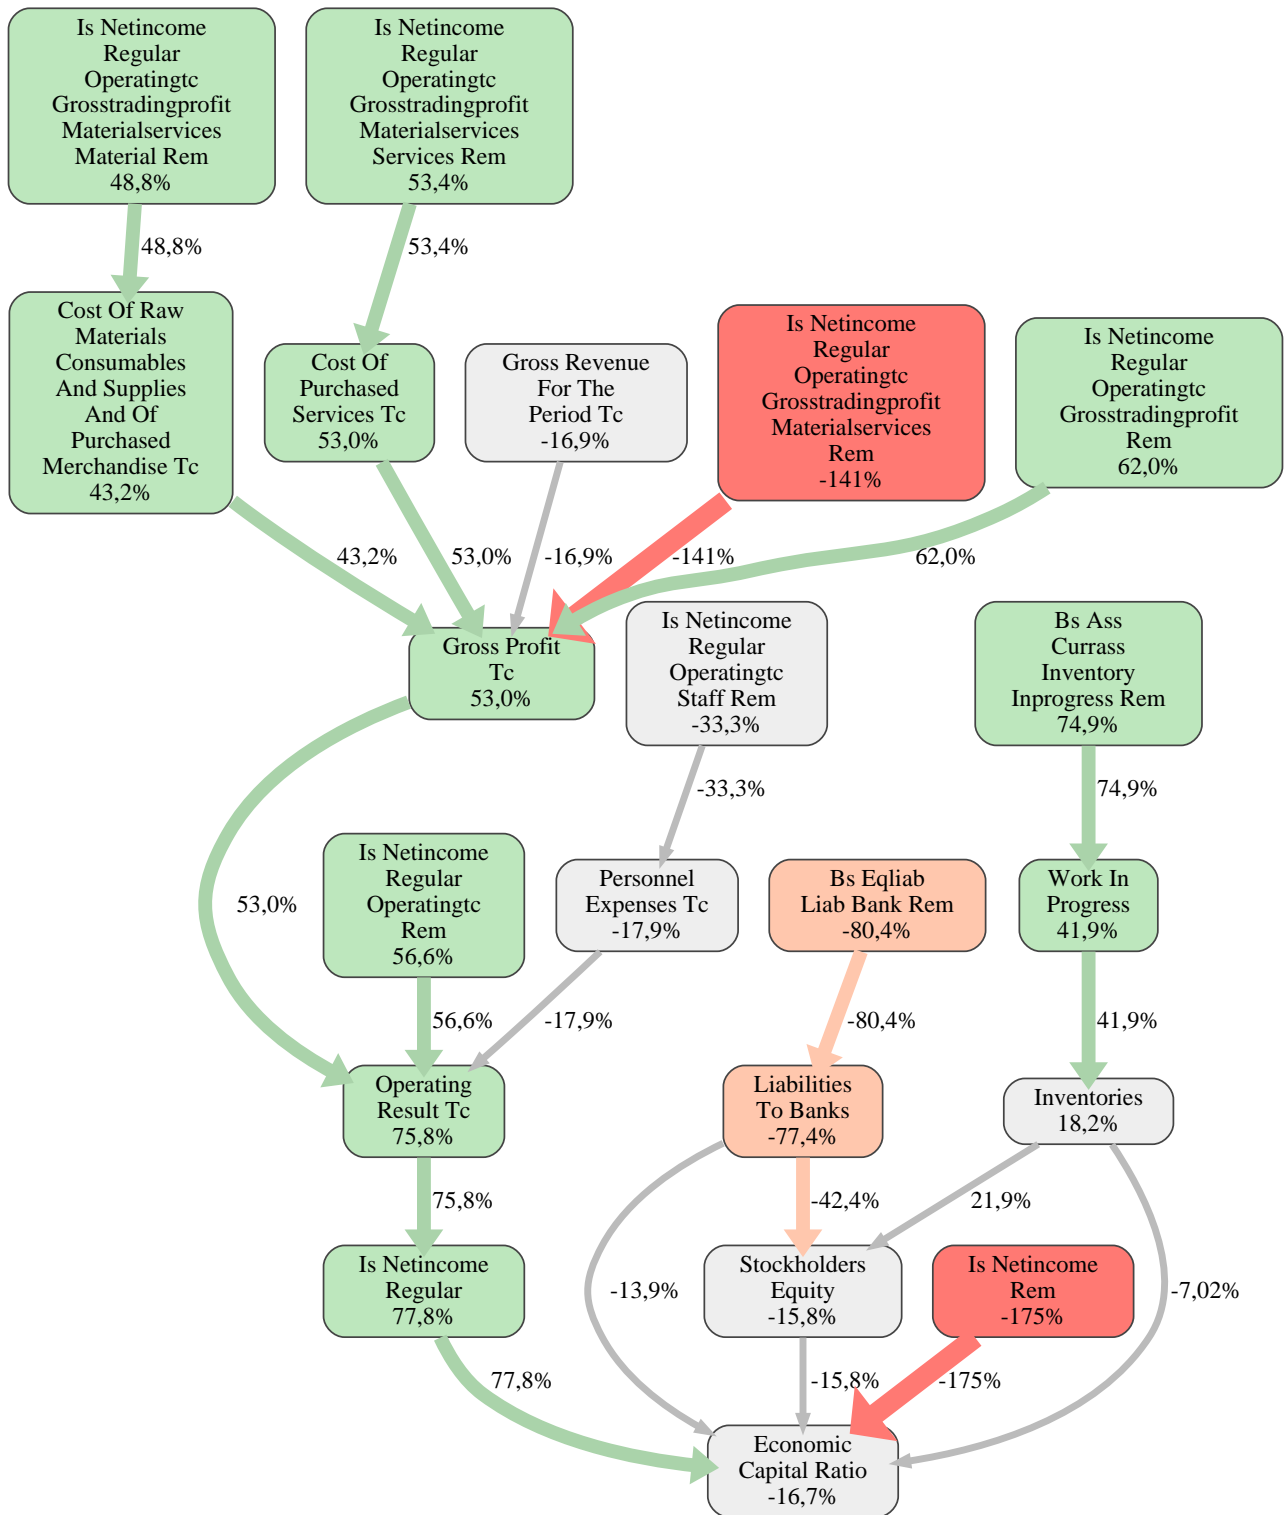 Is Netincome
Regular
Operatingtc
Grosstradingprofit
Materialservices
Material Rem
48,8%
Is Netincome
Regular
Operatingtc
Grosstradingprofit
Materialservices
Services Rem
53,4%
48,8%
53,4%
Cost Of Raw
Materials
Consumables
And Supplies
And Of
Purchased
Merchandise Tc
43,2%
Cost Of
Purchased
Services Tc
53,0%
Gross Revenue
For The
Period Tc
-16,9%
Is Netincome
Regular
Operatingtc
Grosstradingprofit
Materialservices
Rem
-141%
Is Netincome
Regular
Operatingtc
Grosstradingprofit
Rem
62,0%
43,2%
53,0%
-16,9%
-141%
62,0%
Gross Profit
Tc
53,0%
Is Netincome
Regular
Operatingtc
Staff Rem
-33,3%
Bs Ass
Currass
Inventory
Inprogress Rem
74,9%
-33,3%
74,9%
53,0%
Is Netincome
Regular
Operatingtc
Rem
56,6%
Personnel
Expenses Tc
-17,9%
Bs Eqliab
Liab Bank Rem
-80,4%
Work In
Progress
41,9%
56,6%
-17,9%
-80,4%
41,9%
Operating
Result Tc
75,8%
Liabilities
To Banks
-77,4%
Inventories
18,2%
75,8%
-42,4%
21,9%
Is Netincome
Regular
77,8%
-13,9%
Stockholders
Equity
-15,8%
Is Netincome
Rem
-175%
-7,02%
77,8%
-15,8%
-175%
Economic
Capital Ratio
-16,7%